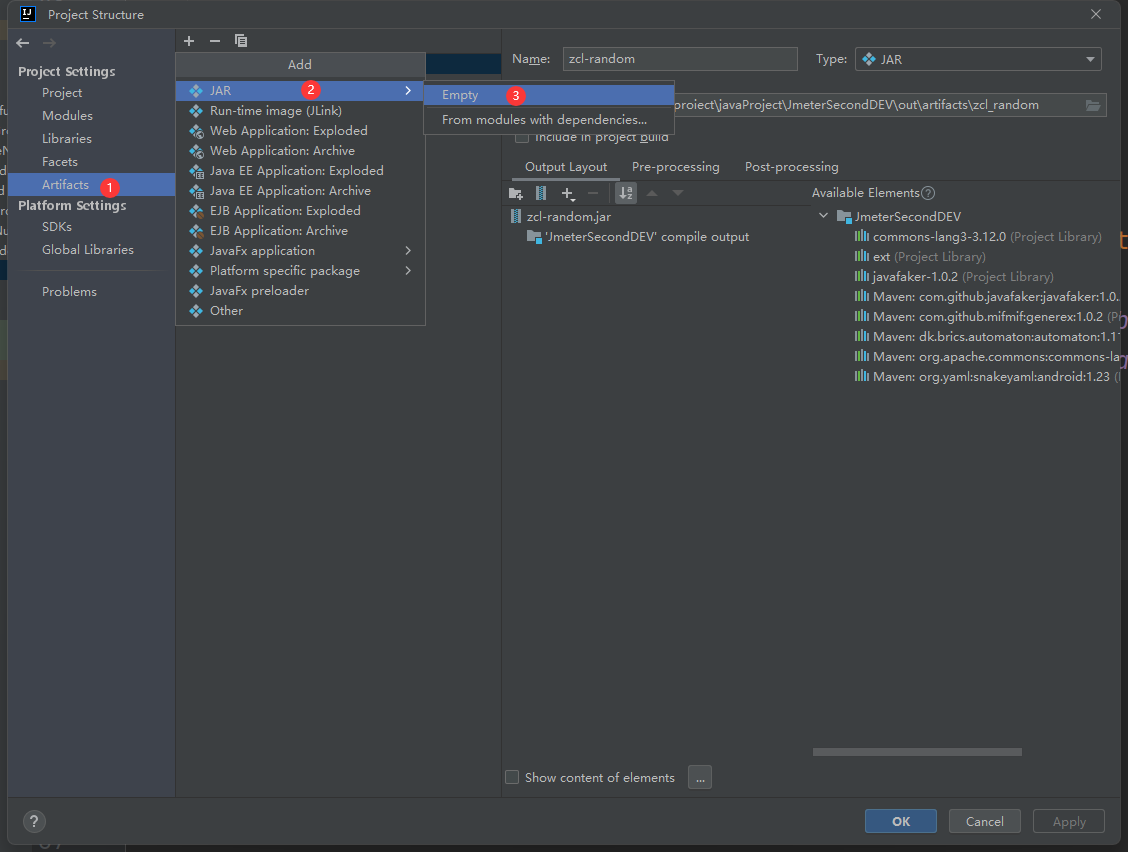 Project Structure
Project Settings
Project
Modules
Libraries
Facets
Artifacts 1
Platform Settings
SDKs
Global Libraries
Problems
Add
JAR 2
Run-time image (JLink)
Web Application: Exploded
Web Application: Archive
Java EE Application: Exploded
Java EE Application: Archive
EJB Application: Exploded
EJB Application: Archive
JavaFx application
Platform specific package
JavaFx preloader
Other
Empty 3
From modules with dependencies...
Name: zcl-random Type: JAR
project\javaProject\JmeterSecondDEV\out\artifacts\zcl_random
Include in project build
Output Layout Pre-processing Post-processing
zcl-random.jar
'JmeterSecondDEV' compile output
Available Elements ?
JmeterSecondDEV
commons-lang3-3.12.0 (Project Library)
ext (Project Library)
javafaker-1.0.2 (Project Library)
Maven: com.github.javafaker:javafaker:1.0.
Maven: com.github.mifmif:generex:1.0.2 (P
Maven: dk.brics.automaton:automaton:1.1
Maven: org.apache.commons:commons-la
Maven: org.yaml:snakeyaml:android:1.23 (
Show content of elements ...
? OK Cancel Apply